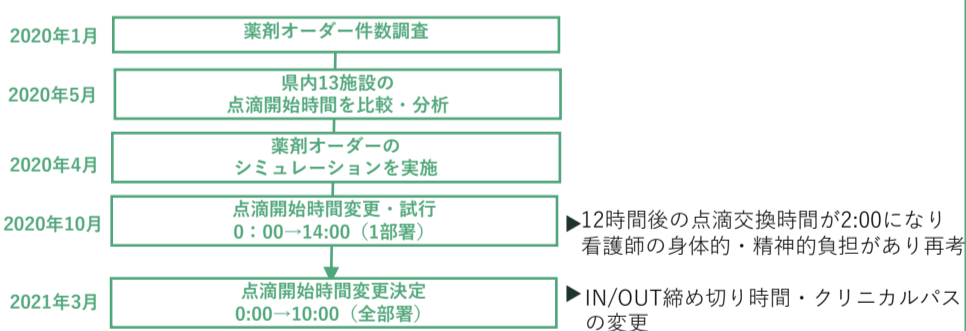 2020年1月
薬剤オーダー件数調査
2020年5月
県内13施設の
点滴開始時間を比較・分析
2020年4月
薬剤オーダーの
シミュレーションを実施
2020年10月
点滴開始時間変更・試行
0：00→14:00（1部署）
▶12時間後の点滴交換時間が2:00になり
看護師の身体的・精神的負担があり再考
2021年3月
点滴開始時間変更決定
0:00→10:00（全部署）
▶IN/OUT締め切り時間・クリニカルパス
の変更